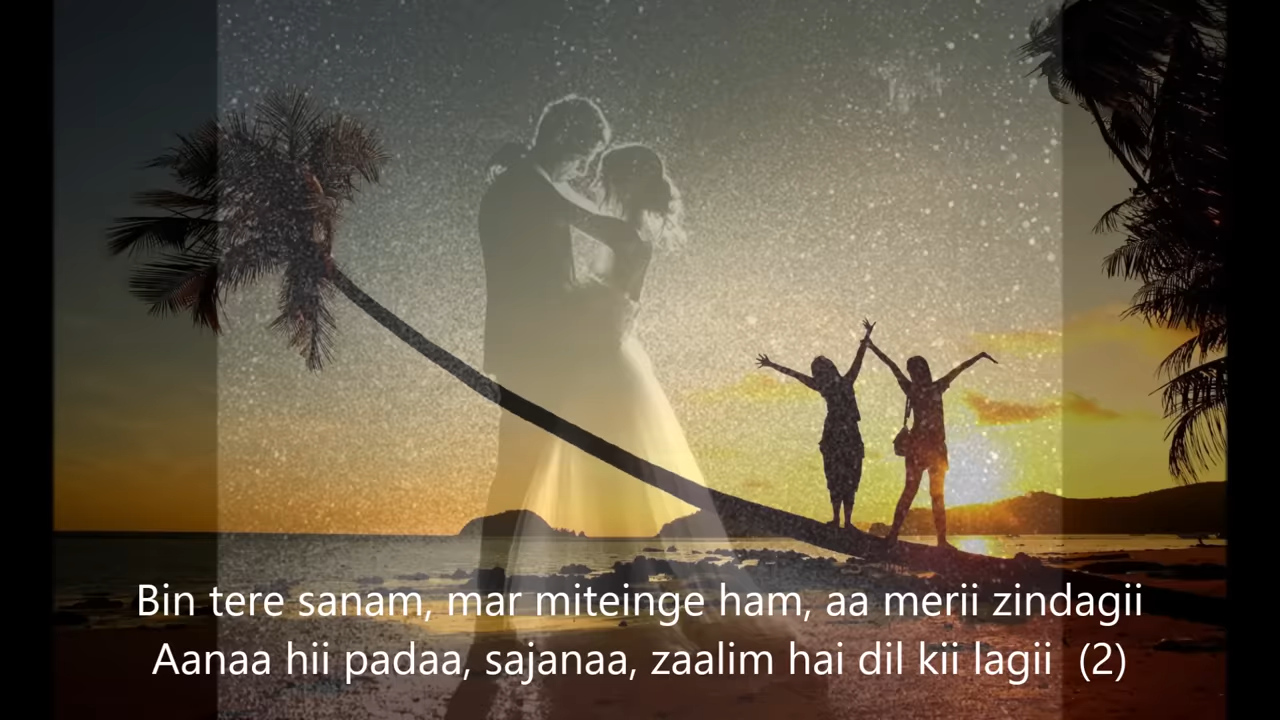 Bin tere sanam, mar miteinge ham, aa merii zindagii
Aanaa hii padaa, sajanaa, zaalim hai dil kii lagii (2)